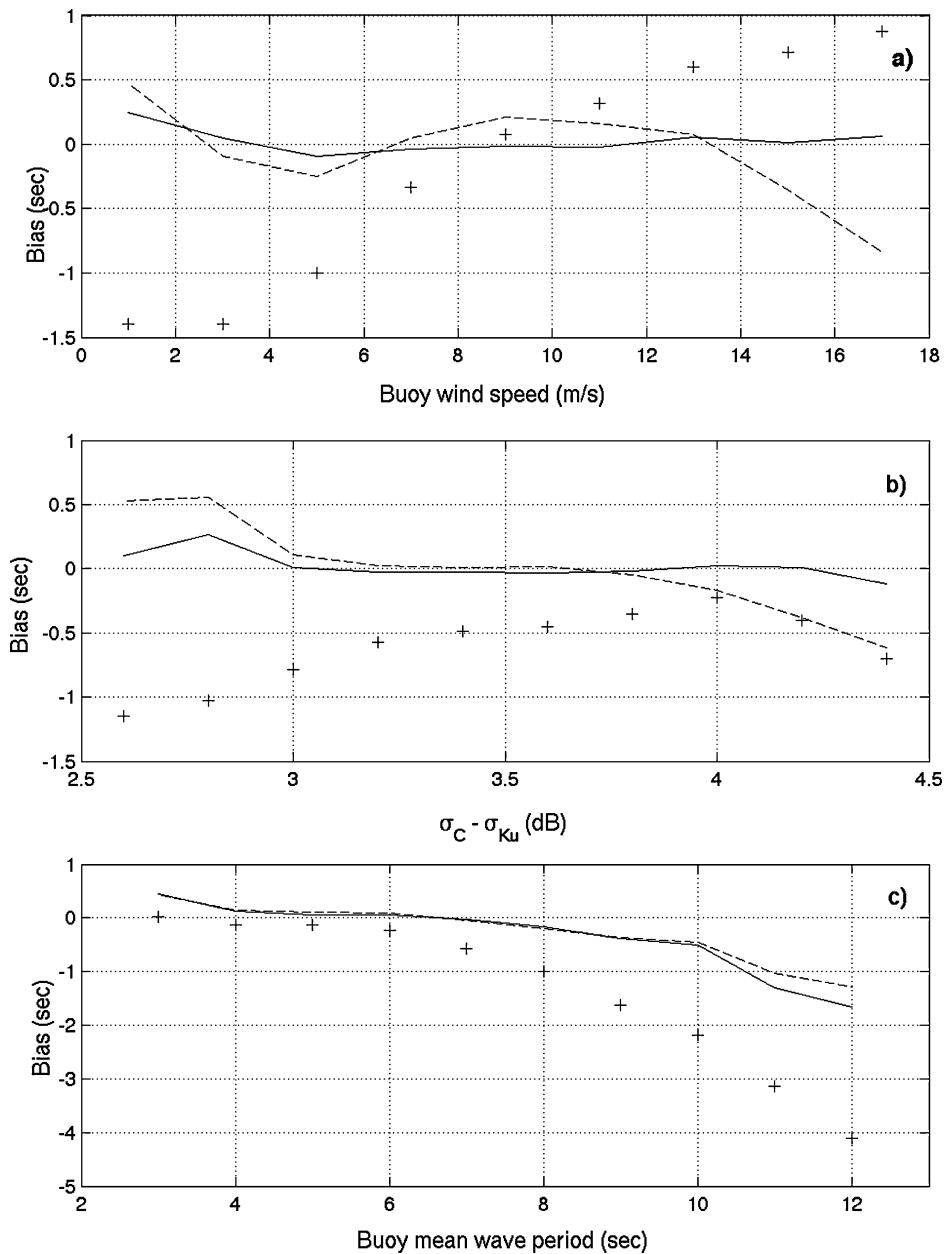 1
a)
0.5
0
-0.5
-1
-1.5
Bias (sec)
0 2 4 6 8 10 12 14 16 18
Buoy wind speed (m/s)
1
b)
0.5
0
-0.5
-1
-1.5
Bias (sec)
2.5 3 3.5 4 4.5
σC - σKu (dB)
1
c)
0
-1
-2
-3
-4
-5
Bias (sec)
2 4 6 8 10 12
Buoy mean wave period (sec)